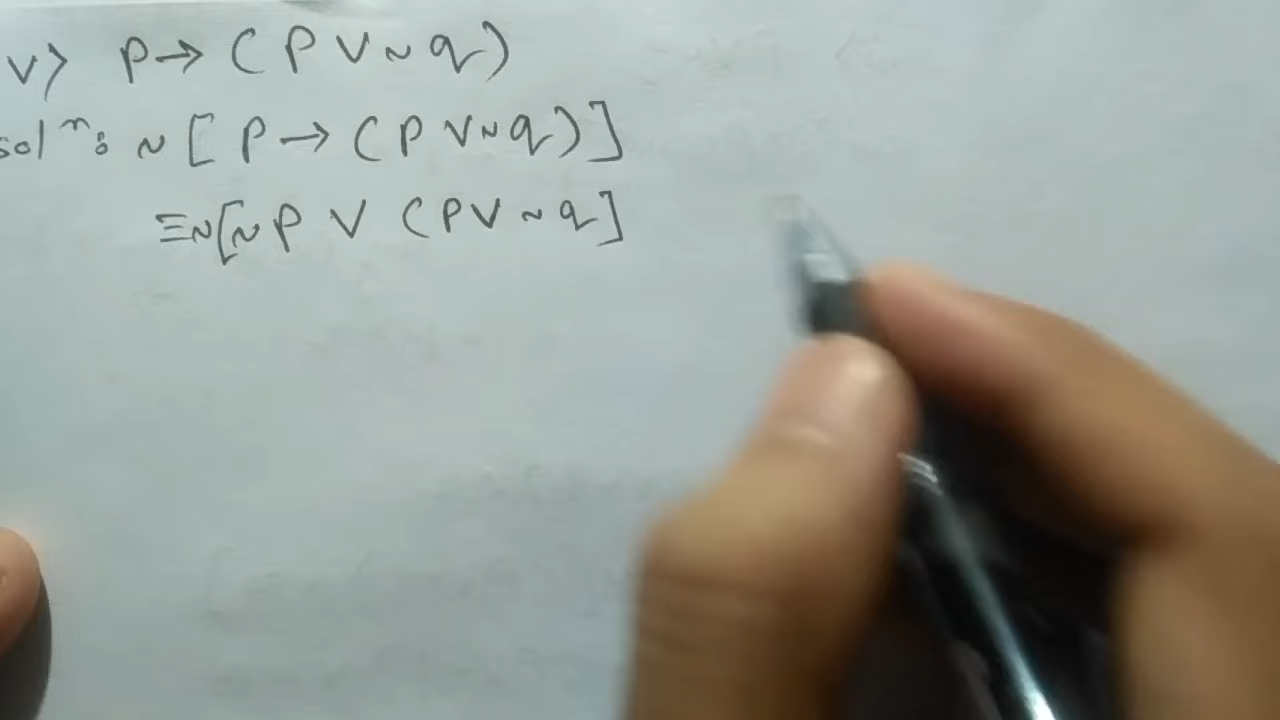 v> p→(p∨~q)
solⁿ: ~[p→(p∨~q)]
≡~[~p∨(p∨~q]